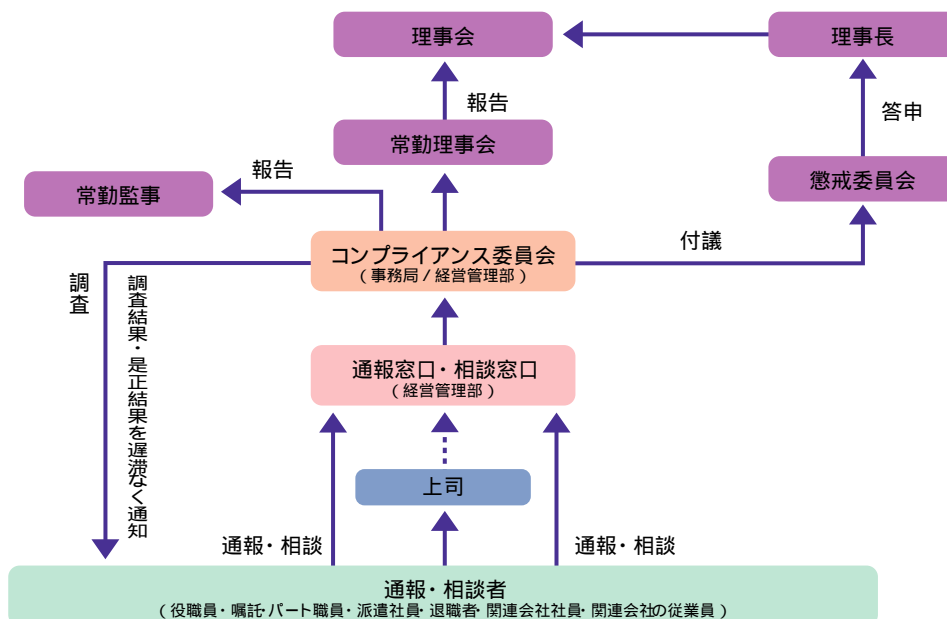 理事会
理事長
報告
答申
常勤理事会
報告
常勤監事
懲戒委員会
付議
コンプライアンス委員会
（事務局/経営管理部）
調査
調査結果・是正結果を遅滞なく通知
通報窓口・相談窓口
（経営管理部）
上司
通報・相談
通報・相談
通報・相談者
（役職員・嘱託・パート職員・派遣社員・退職者・関連会社社員・関連会社の従業員）